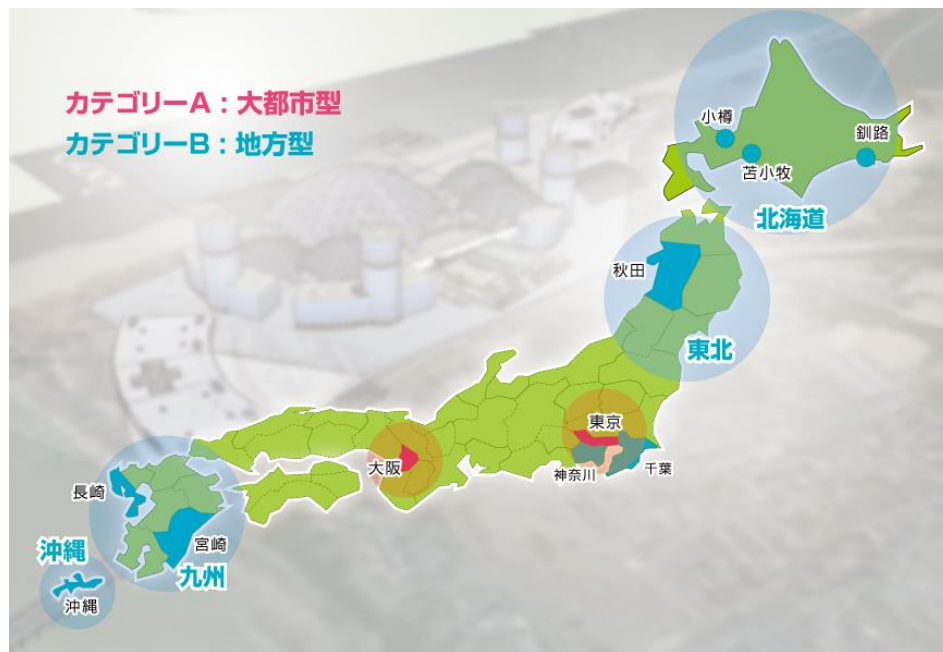 カテゴリーA：大都市型
カテゴリーB：地方型
小樽
釧路
苫小牧
北海道
秋田
東北
東京
大阪
神奈川
千葉
長崎
宮崎
沖縄
九州
沖縄